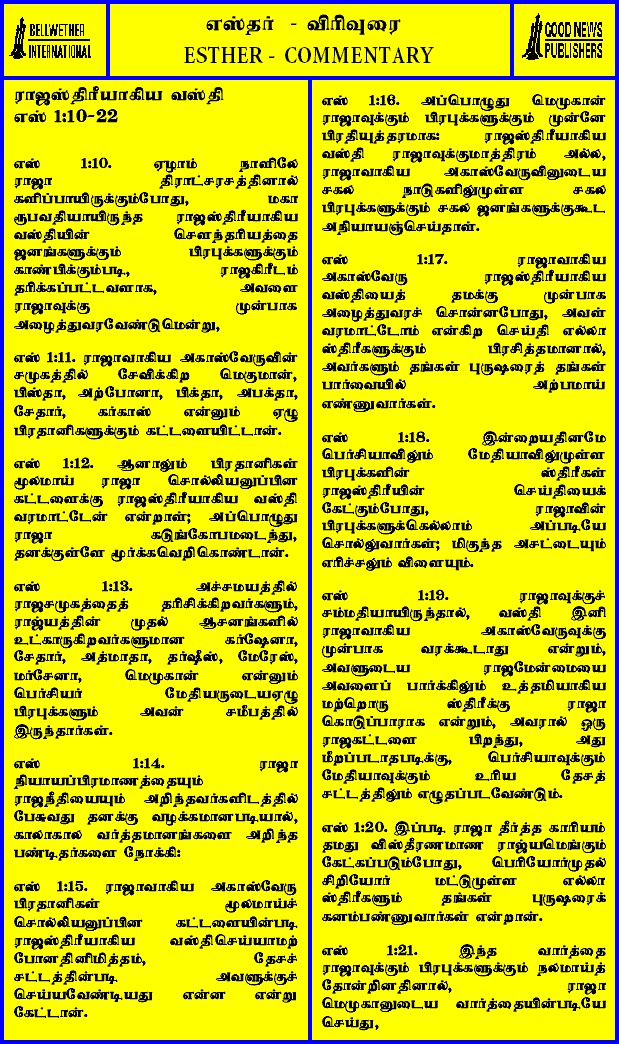 BELLWETHER
INTERNATIONAL
எஸ்தர் - விரிவுரை
ESTHER - COMMENTARY
GOOD NEWS
PUBLISHERS
ராஜஸ்திரீயாகிய வஸ்தி
எஸ் 1:10-22
எஸ் 1:10. ஏழாம் நாளிலே
ராஜா திராட்சரசத்தினால்
களிப்பாயிருக்கும்போது, மகா
ரூபவதியாயிருந்த ராஜஸ்திரீயாகிய
வஸ்தியின் சௌந்தரியத்தை
ஜனங்களுக்கும் பிரபுக்களுக்கும்
காண்பிக்கும்படி, ராஜகிரீடம்
தரிக்கப்பட்டவளாக, அவளை
ராஜாவுக்கு முன்பாக
அழைத்துவரவேண்டுமென்று,
எஸ் 1:11. ராஜாவாகிய அகாஸ்வேருவின்
சமுகத்தில் சேவிக்கிற மெகுமான்,
பிஸ்தா, அற்போனா, பிக்தா, அபக்தா,
சேதார், கர்காஸ் என்னும் ஏழு
பிரதானிகளுக்கும் கட்டளையிட்டான்.
எஸ் 1:12. ஆனாலும் பிரதானிகள்
மூலமாய் ராஜா சொல்லியனுப்பின
கட்டளைக்கு ராஜஸ்திரீயாகிய வஸ்தி
வரமாட்டேன் என்றாள்; அப்பொழுது
ராஜா கடுங்கோபமடைந்து,
தனக்குள்ளே மூர்க்கவெறிகொண்டான்.
எஸ் 1:13. அச்சமயத்தில்
ராஜசமுகத்தைத் தரிசிக்கிறவர்களும்,
ராஜ்யத்தின் முதல் ஆசனங்களில்
உட்காருகிறவர்களுமான கர்ஷேனா,
சேதார், அத்மாதா, தர்ஷீஸ், மேரேஸ்,
மர்சேனா, மெமுகான் என்னும்
பெர்சியர் மேதியருடையஏழு
பிரபுக்களும் அவன் சமீபத்தில்
இருந்தார்கள்.
எஸ் 1:14. ராஜா
நியாயப்பிரமாணத்தையும்
ராஜநீதியையும் அறிந்தவர்களிடத்தில்
பேசுவது தனக்கு வழக்கமானபடியால்,
காலாகால வர்த்தமானங்களை அறிந்த
பண்டிதர்களை நோக்கி:
எஸ் 1:15. ராஜாவாகிய அகாஸ்வேரு
பிரதானிகள் மூலமாய்ச்
சொல்லியனுப்பின கட்டளையின்படி
ராஜஸ்திரீயாகிய வஸ்திசெய்யாமற்
போனதினிமித்தம், தேசச்
சட்டத்தின்படி அவளுக்குச்
செய்யவேண்டியது என்ன என்று
கேட்டான்.
எஸ் 1:16. அப்பொழுது மெமுகான்
ராஜாவுக்கும் பிரபுக்களுக்கும் முன்னே
பிரதியுத்தரமாக: ராஜஸ்திரீயாகிய
வஸ்தி ராஜாவுக்குமாத்திரம் அல்ல,
ராஜாவாகிய அகாஸ்வேருவினுடைய
சகல நாடுகளிலுமுள்ள சகல
பிரபுக்களுக்கும் சகல ஜனங்களுக்குகூட
அநியாயஞ்செய்தாள்.
எஸ் 1:17. ராஜாவாகிய
அகாஸ்வேரு ராஜஸ்திரீயாகிய
வஸ்தியைத் தமக்கு முன்பாக
அழைத்துவரச் சொன்னபோது, அவள்
வரமாட்டோம் என்கிற செய்தி எல்லா
ஸ்திரீகளுக்கும் பிரசித்தமானால்,
அவர்களும் தங்கள் புருஷரைத் தங்கள்
பார்வையில் அற்பமாய்
எண்ணுவார்கள்.
எஸ் 1:18. இன்றையதினமே
பெர்சியாவிலும் மேதியாவிலுமுள்ள
பிரபுக்களின் ஸ்திரீகள்
ராஜஸ்திரீயின் செய்தியைக்
கேட்கும்போது, ராஜாவின்
பிரபுக்களுக்கெல்லாம் அப்படியே
சொல்லுவார்கள்; மிகுந்த அசட்டையும்
எரிச்சலும் விளையும்.
எஸ் 1:19. ராஜாவுக்குச்
சம்மதியாயிருந்தால், வஸ்தி இனி
ராஜாவாகிய அகாஸ்வேருவுக்கு
முன்பாக வரக்கூடாது என்றும்,
அவளுடைய ராஜமேன்மையை
அவளைப் பார்க்கிலும் உத்தமியாகிய
மற்றொரு ஸ்திரீக்கு ராஜா
கொடுப்பாராக என்றும், அவரால் ஒரு
ராஜகட்டளை பிறந்து, அது
மீறப்படாதபடிக்கு, பெர்சியாவுக்கும்
மேதியாவுக்கும் உரிய தேசத்
சட்டத்திலும் எழுதப்படவேண்டும்.
எஸ் 1:20. இப்படி ராஜா தீர்த்த காரியம்
தமது விஸ்தீரணமாண ராஜ்யமெங்கும்
கேட்கப்படும்போது, பெரியோர்முதல்
சிறியோர் மட்டுமுள்ள எல்லா
ஸ்திரீகளும் தங்கள் புருஷரைக்
கனம்பண்ணுவார்கள் என்றான்.
எஸ் 1:21. இந்த வார்த்தை
ராஜாவுக்கும் பிரபுக்களுக்கும் நலமாய்த்
தோன்றினதினால், ராஜா
மெமுகானுடைய வார்த்தையின்படியே
செய்து,